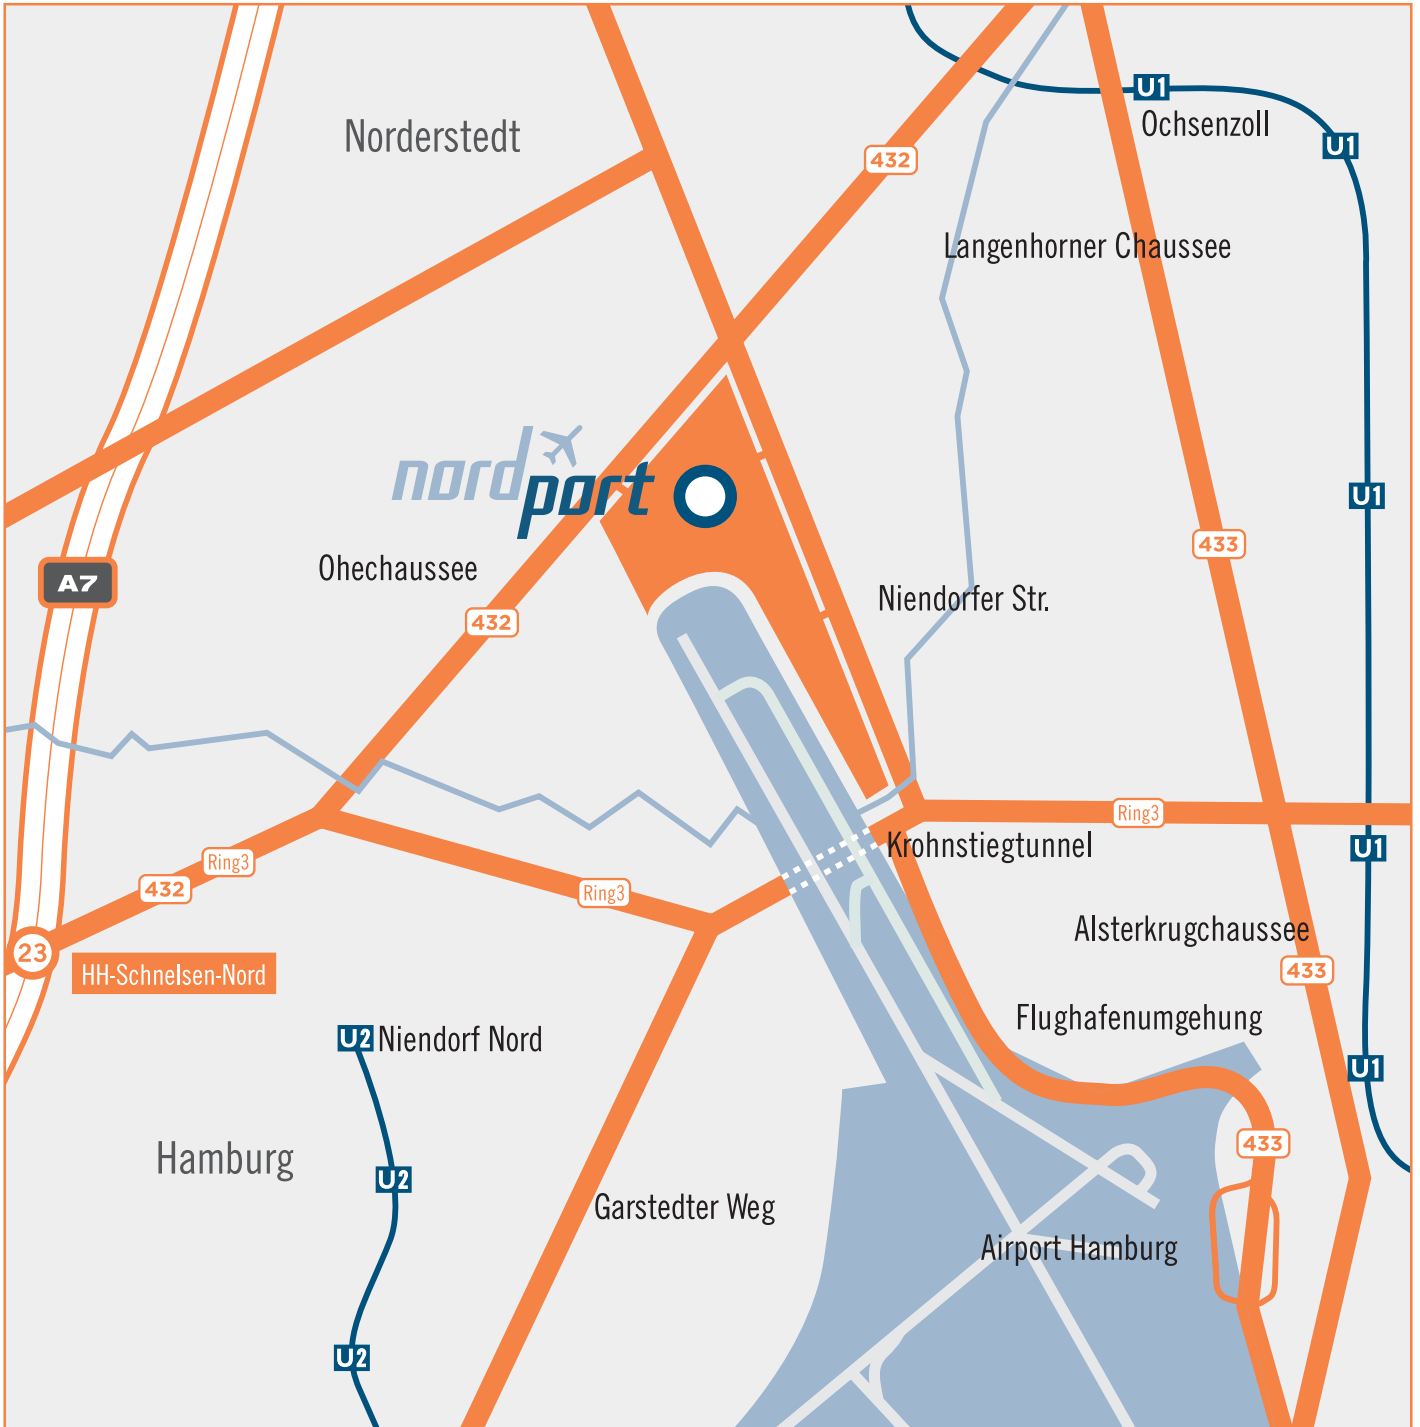 U1
Ochsenzoll
Norderstedt
U1
432
Langenhorner Chaussee
nordport
U1
433
A7
Ohechaussee
Niendorfer Str.
432
Ring3
Krohnstiegtunnel
U1
Ring3
432
Ring3
Alsterkrugchaussee
23
HH-Schnelsen-Nord
433
Flughafenumgehung
U2 Niendorf Nord
U1
Hamburg
433
U2
Garstedter Weg
Airport Hamburg
U2